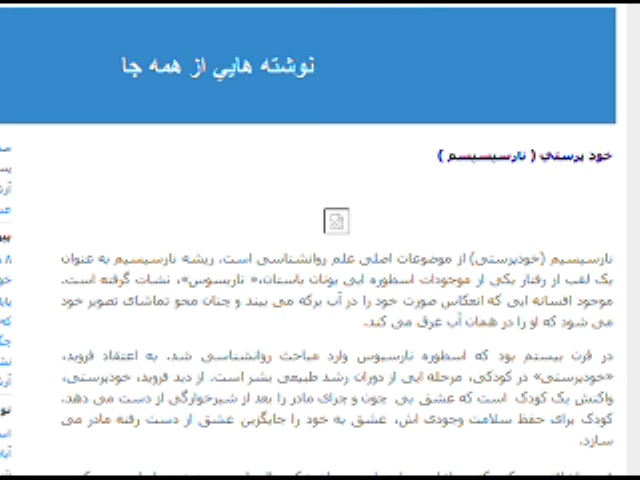 نوشته هايي از همه جا
خود پرستی ( نارسیسیسم )
نارسیسیم (خودپرستی) از موضوعات اصلی علم روانشناسی است، ریشه نارسیسیم به عنوان
یک لقب از رفتار یکی از موجودات اسطوره ایی یونان باستان،« نارسیوس»، نشات گرفته است.
موجود افسانه ایی که انعکاس صورت خود را در آب برکه می بیند و چنان محو تماشای تصویر خود
می شود که او را در همان آب غرق می کند.
در قرن بیستم بود که اسطوره نارسیوس وارد مباحث روانشناسی شد. به اعتقاد فروید،
«خودپرستی» در کودکی، مرحله ایی از دوران رشد طبیعی بشر است. از دید فروید، خودپرستی،
واکنش یک کودک است که عشق بی چون و چرای مادر را بعد از شیرخوارگی از دست می دهد.
کودک برای حفظ سلامت وجودی اش، عشق به خود را جایگزین عشق از دست رفته مادر می
سازد.